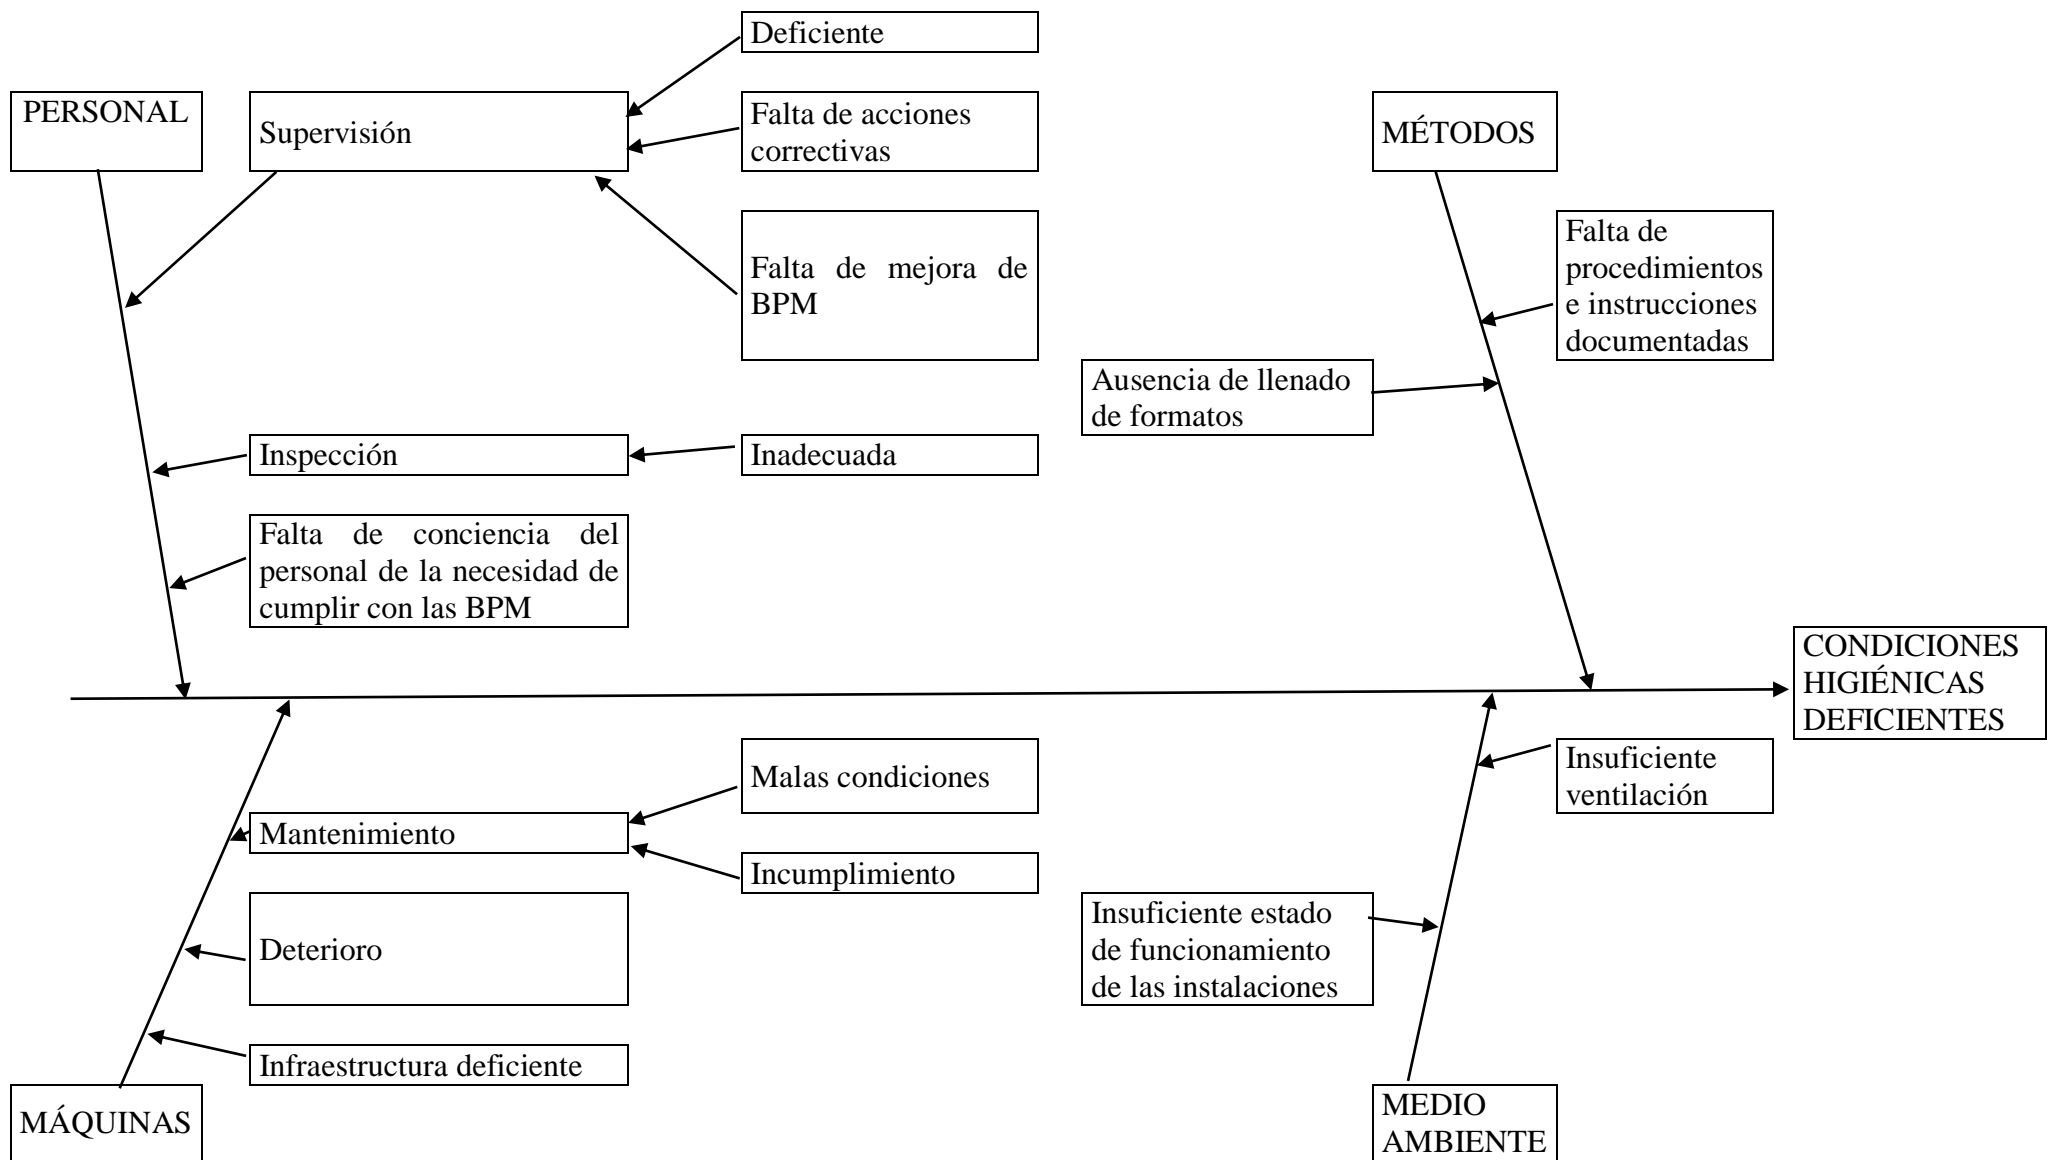 Deficiente
PERSONAL
Supervisión
Falta de acciones
correctivas
MÉTODOS
Falta de mejora de
BPM
Falta de
procedimientos
e instrucciones
documentadas
Ausencia de llenado
de formatos
Inspección
Inadecuada
Falta de conciencia del
personal de la necesidad de
cumplir con las BPM
CONDICIONES
HIGIÉNICAS
DEFICIENTES
Malas condiciones
Insuficiente
ventilación
Mantenimiento
Incumplimiento
Deterioro
Insuficiente estado
de funcionamiento
de las instalaciones
Infraestructura deficiente
MÁQUINAS
MEDIO
AMBIENTE